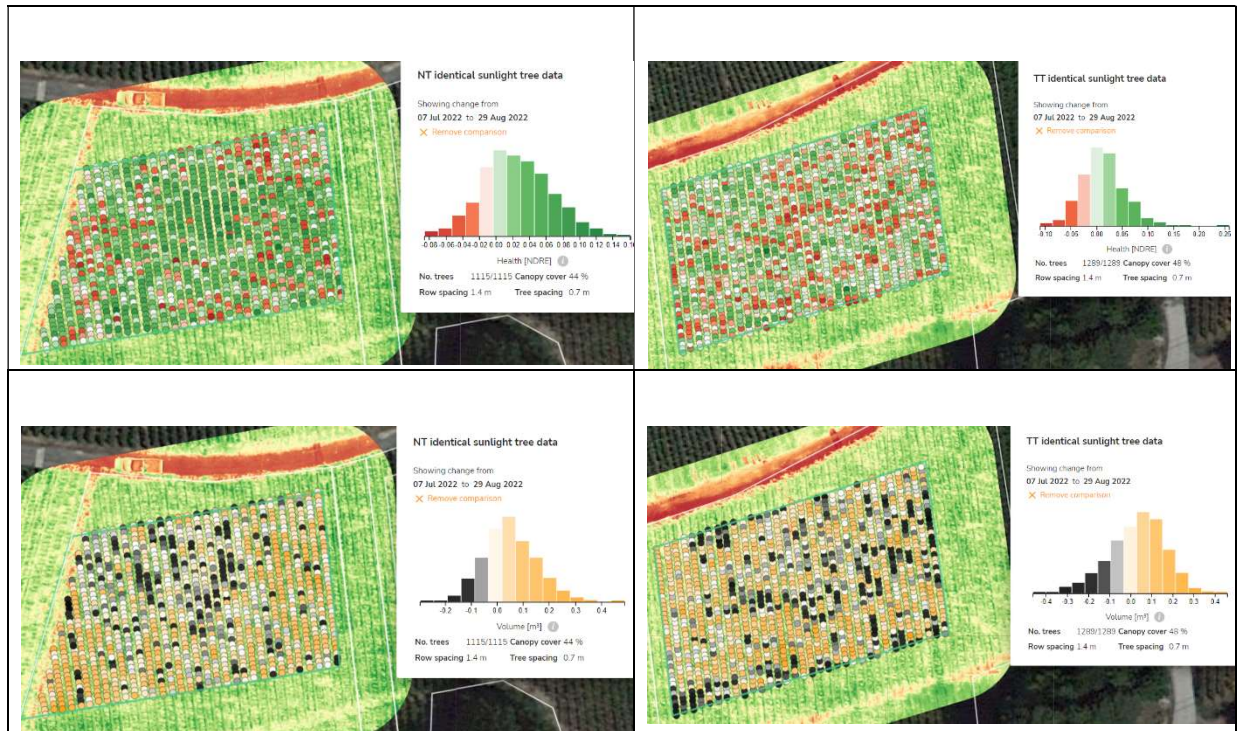 NT identical sunlight tree data
Showing change from
07 Jul 2022 to 29 Aug 2022
× Remove comparison
-0.08 -0.06 -0.04 -0.02 0.00 0.02 0.04 0.06 0.08 0.10 0.12 0.14 0.16
Health [NDRE] i
No. trees 1115/1115 Canopy cover 44 %
Row spacing 1.4 m Tree spacing 0.7 m
TT identical sunlight tree data
Showing change from
07 Jul 2022 to 29 Aug 2022
× Remove comparison
-0.10 -0.05 0.00 0.05 0.10 0.15 0.20 0.25
Health [NDRE] i
No. trees 1289/1289 Canopy cover 48 %
Row spacing 1.4 m Tree spacing 0.7 m
NT identical sunlight tree data
Showing change from
07 Jul 2022 to 29 Aug 2022
× Remove comparison
-0.2 -0.1 0.0 0.1 0.2 0.3 0.4
Volume [m³] i
No. trees 1115/1115 Canopy cover 44 %
Row spacing 1.4 m Tree spacing 0.7 m
TT identical sunlight tree data
Showing change from
07 Jul 2022 to 29 Aug 2022
× Remove comparison
-0.4 -0.3 -0.2 -0.1 0.0 0.1 0.2 0.3 0.4
Volume [m³] i
No. trees 1289/1289 Canopy cover 48 %
Row spacing 1.4 m Tree spacing 0.7 m